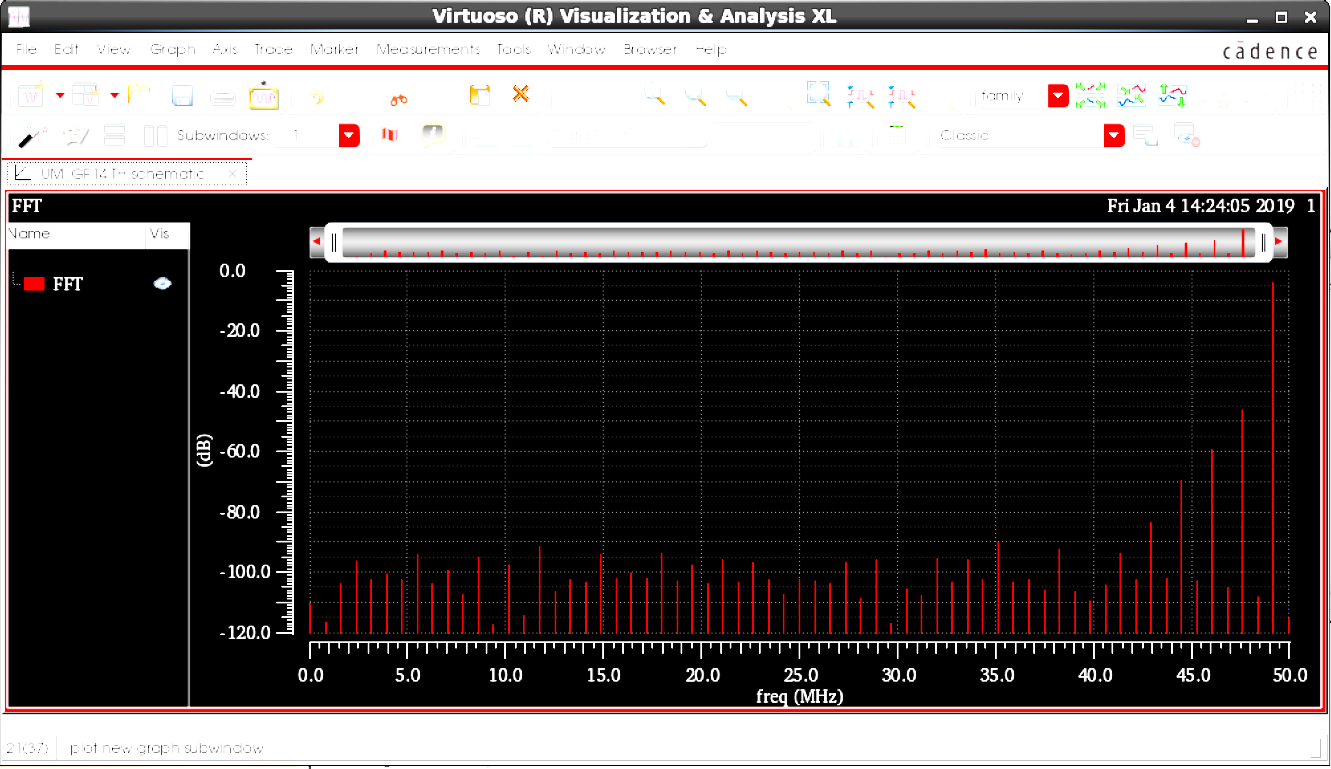 Virtuoso (R) Visualization & Analysis XL
File Edit View Graph Axis Trace Marker Measurements Tools Window Browser Help
cādence
family
Subwindows: 1
Classic
schematic
FFT
Fri Jan 4 14:24:05 2019 1
Name Vis
FFT
0.0
-20.0
-40.0
-60.0
-80.0
-100.0
-120.0
(dB)
0.0 5.0 10.0 15.0 20.0 25.0 30.0 35.0 40.0 45.0 50.0
freq (MHz)
21(37) plot new graph subwindow